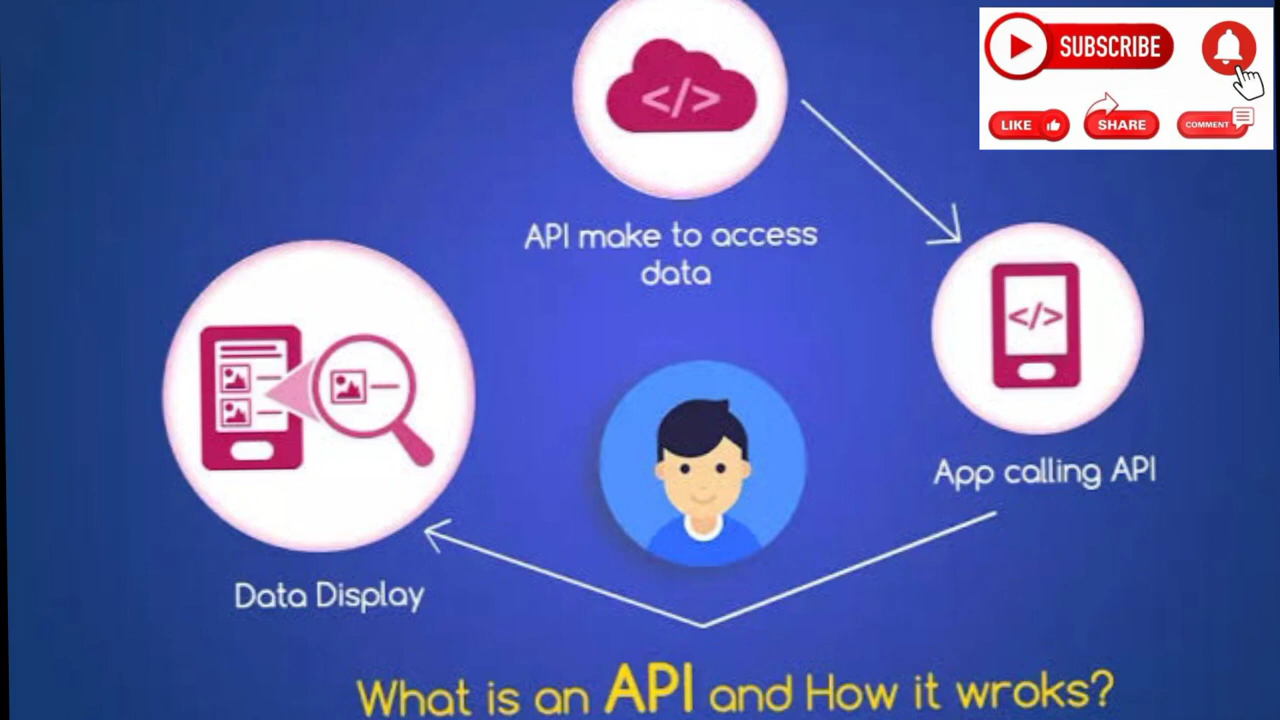 SUBSCRIBE
LIKE
SHARE
COMMENT
</>
API make to access
data
</>
App calling API
Data Display
What is an API and How it wroks?